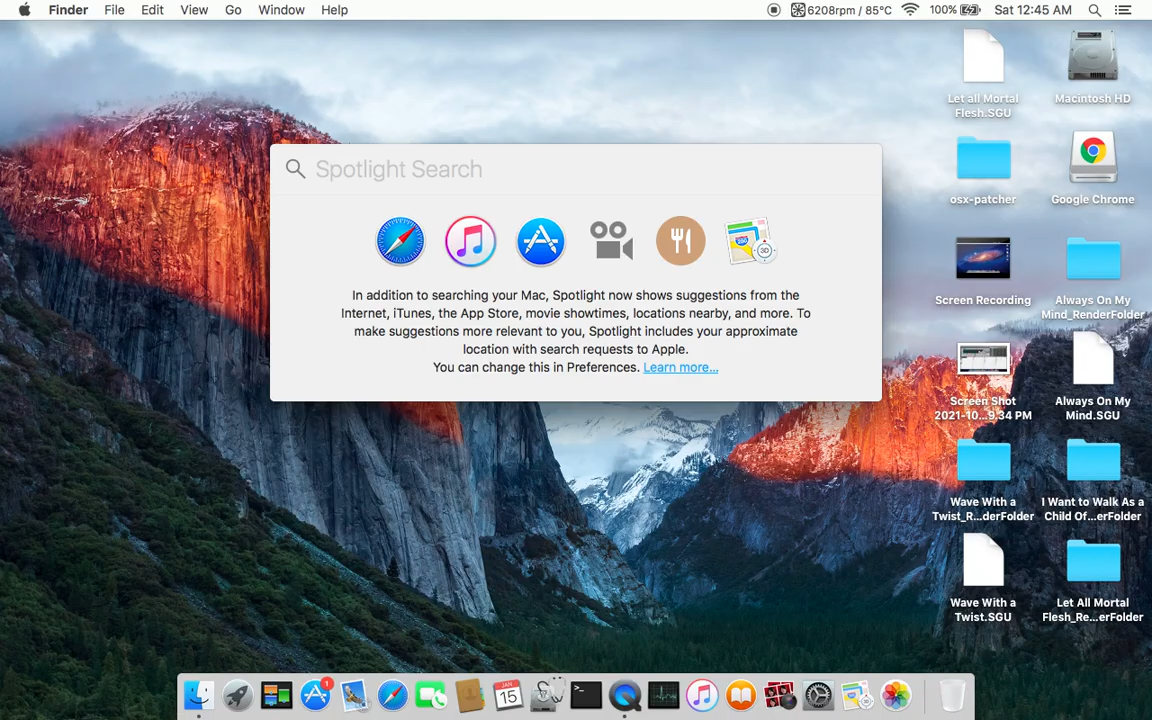 Finder File Edit View Go Window Help 6208rpm / 85°C 100% Sat 12:45 AM
Spotlight Search
In addition to searching your Mac, Spotlight now shows suggestions from the
Internet, iTunes, the App Store, movie showtimes, locations nearby, and more. To
make suggestions more relevant to you, Spotlight includes your approximate
location with search requests to Apple.
You can change this in Preferences. Learn more...
Let all Mortal
Flesh.SGU
Macintosh HD
osx-patcher
Google Chrome
Screen Recording
Always On My
Mind_RenderFolder
Screen Shot
2021-10...9.34 PM
Always On My
Mind.SGU
Wave With a
Twist_R...derFolder
I Want to Walk As a
Child Of...erFolder
Wave With a
Twist.SGU
Let All Mortal
Flesh_Re...erFolder
1
JAN
15
3D